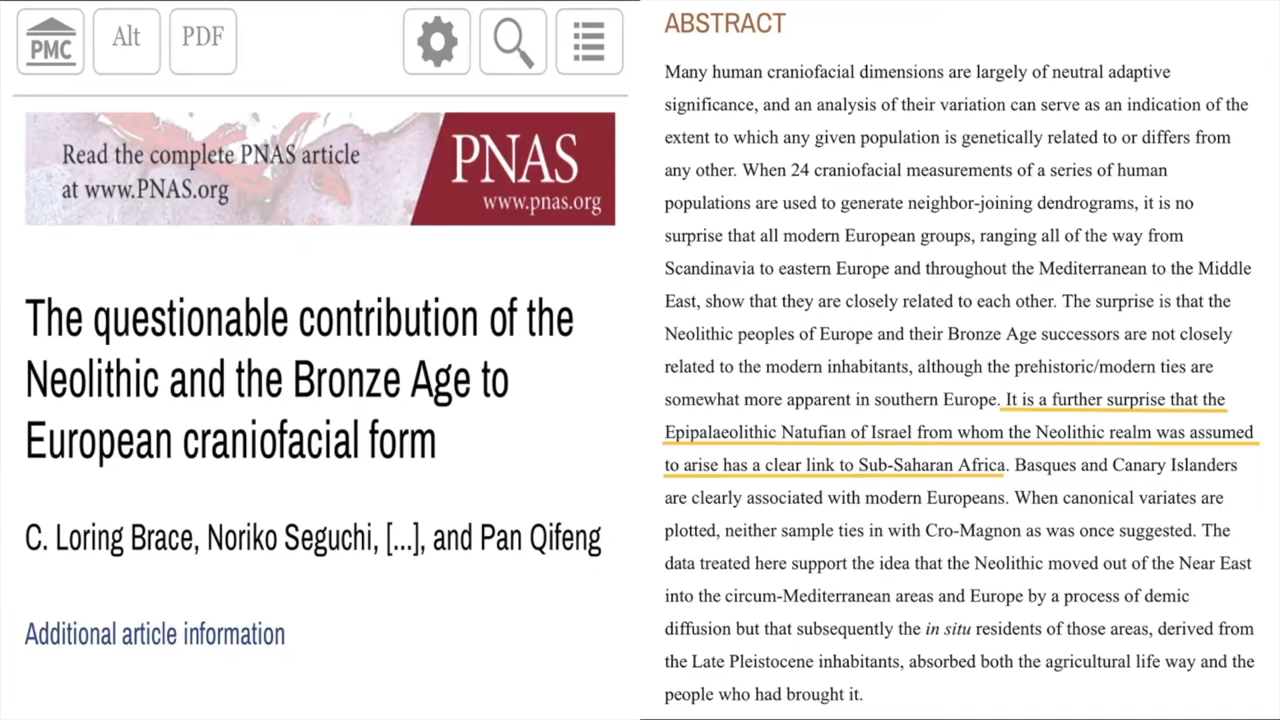 PMC
Alt
PDF
Read the complete PNAS article
at www.PNAS.org
PNAS
www.pnas.org
The questionable contribution of the
Neolithic and the Bronze Age to
European craniofacial form
C. Loring Brace, Noriko Seguchi, [...], and Pan Qifeng
Additional article information
ABSTRACT
Many human craniofacial dimensions are largely of neutral adaptive
significance, and an analysis of their variation can serve as an indication of the
extent to which any given population is genetically related to or differs from
any other. When 24 craniofacial measurements of a series of human
populations are used to generate neighbor-joining dendrograms, it is no
surprise that all modern European groups, ranging all of the way from
Scandinavia to eastern Europe and throughout the Mediterranean to the Middle
East, show that they are closely related to each other. The surprise is that the
Neolithic peoples of Europe and their Bronze Age successors are not closely
related to the modern inhabitants, although the prehistoric/modern ties are
somewhat more apparent in southern Europe. It is a further surprise that the
Epipalaeolithic Natufian of Israel from whom the Neolithic realm was assumed
to arise has a clear link to Sub-Saharan Africa. Basques and Canary Islanders
are clearly associated with modern Europeans. When canonical variates are
plotted, neither sample ties in with Cro-Magnon as was once suggested. The
data treated here support the idea that the Neolithic moved out of the Near East
into the circum-Mediterranean areas and Europe by a process of demic
diffusion but that subsequently the in situ residents of those areas, derived from
the Late Pleistocene inhabitants, absorbed both the agricultural life way and the
people who had brought it.